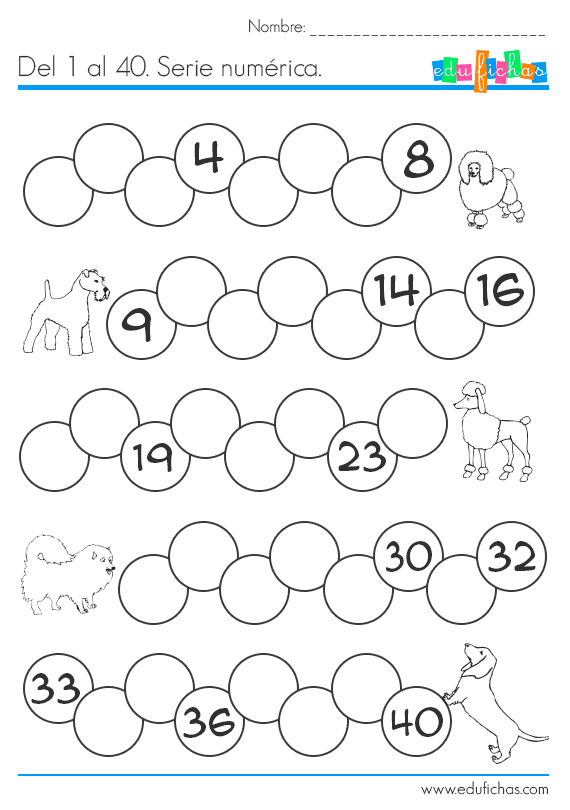 Nombre: ___________________________
Del 1 al 40. Serie numérica.
edufichas
4 8
9 14 16
19 23
30 32
33 36 40
www.edufichas.com